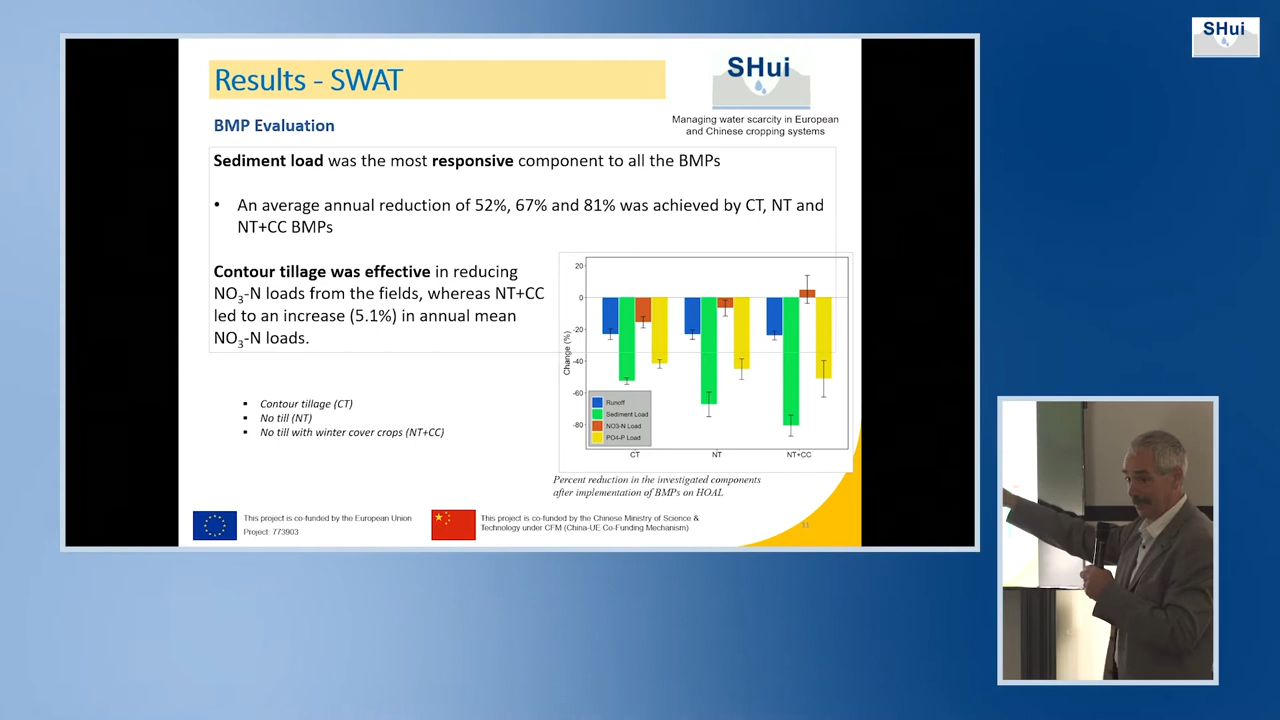 SHui
Results - SWAT
SHui
Managing water scarcity in European
and Chinese cropping systems
BMP Evaluation
Sediment load was the most responsive component to all the BMPs
• An average annual reduction of 52%, 67% and 81% was achieved by CT, NT and
NT+CC BMPs
Contour tillage was effective in reducing
NO3-N loads from the fields, whereas NT+CC
led to an increase (5.1%) in annual mean
NO3-N loads.
▪ Contour tillage (CT)
▪ No till (NT)
▪ No till with winter cover crops (NT+CC)
Change (%)
20
0
-20
-40
-60
-80
Runoff
Sediment Load
NO3-N Load
PO4-P Load
CT NT NT+CC
Percent reduction in the investigated components
after implementation of BMPs on HOAL
This project is co-funded by the European Union
Project: 773903
This project is co-funded by the Chinese Ministry of Science &
Technology under CFM (China-UE Co-Funding Mechanism)
11